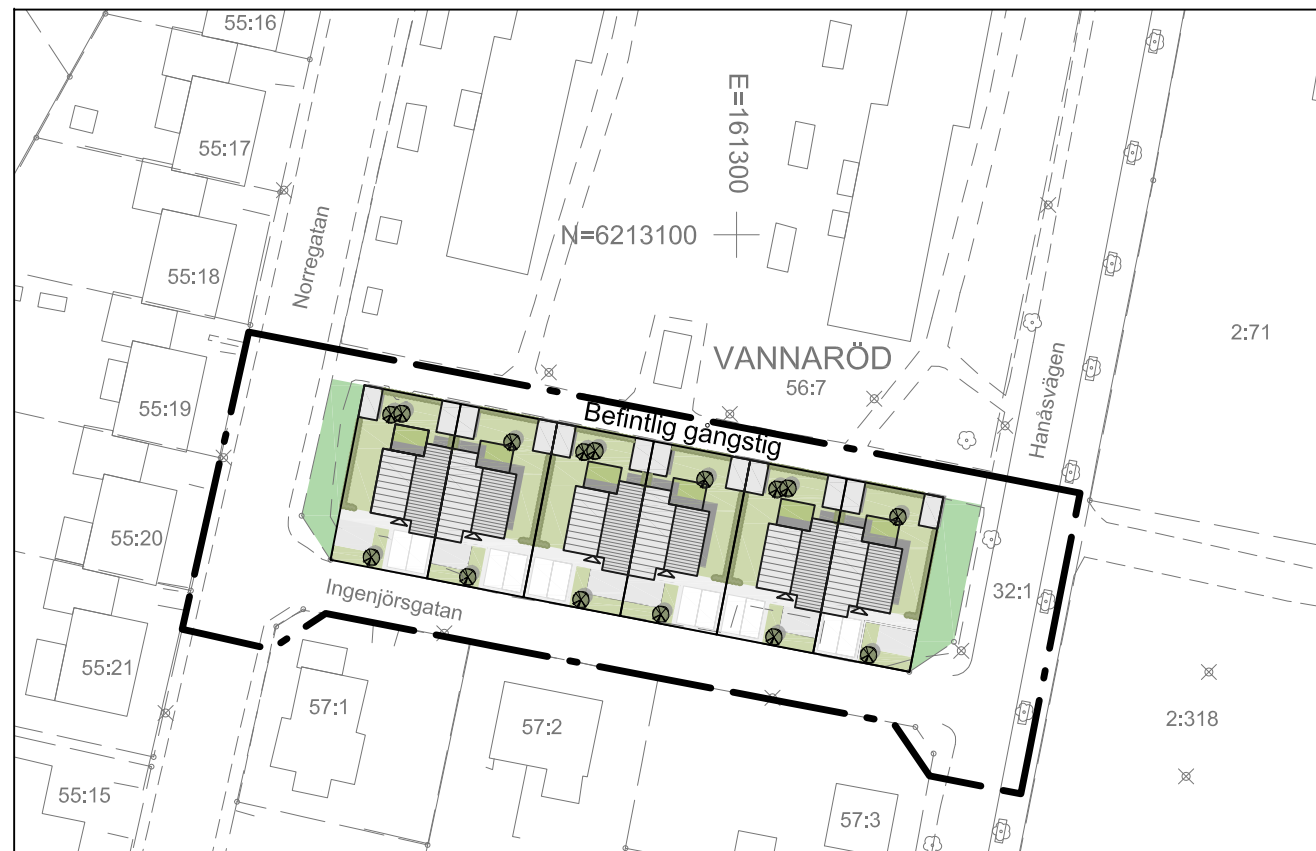 55:16
55:17
E=161300
Norregatan
N=6213100
55:18
2:71
VANNARÖD
56:7
Hanåsvägen
55:19
Befintlig gångstig
55:20
Ingenjörsgatan
32:1
55:21
57:1
57:2
2:318
55:15
57:3